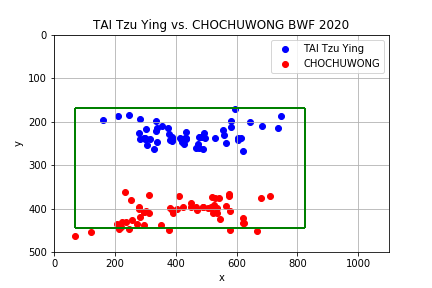 TAI Tzu Ying vs. CHOCHUWONG BWF 2020
TAI Tzu Ying
CHOCHUWONG
0
100
200
300
400
500
y
0 200 400 600 800 1000
x